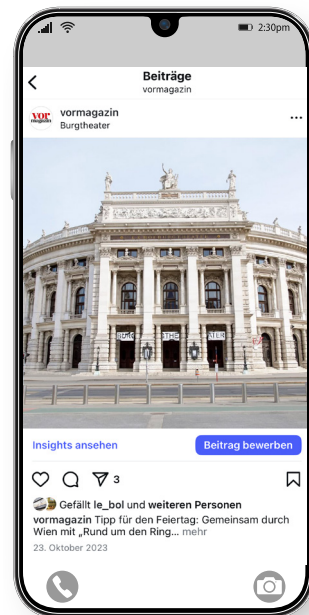 2:30pm
Beiträge
vormagazin
vor
magazin
vormagazin
Burgtheater
BURG THE ATER
Insights ansehen
Beitrag bewerben
3
Gefällt le_bol und weiteren Personen
vormagazin Tipp für den Feiertag: Gemeinsam durch
Wien mit „Rund um den Ring... mehr
23. Oktober 2023